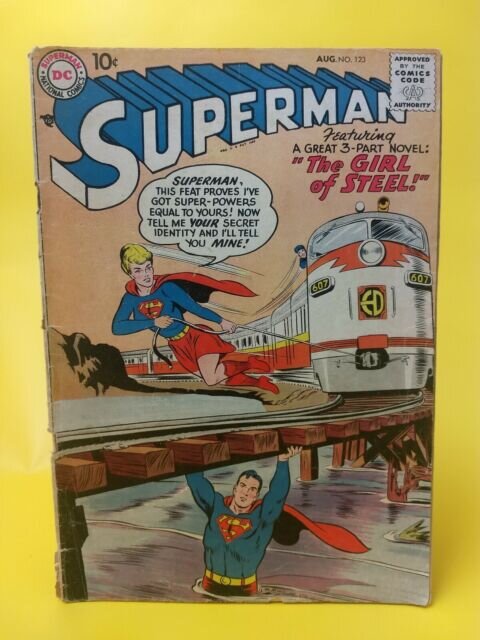 SUPERMAN
DC
NATIONAL COMICS
10¢
AUG. NO. 123
APPROVED
BY THE
COMICS
CODE
AUTHORITY
SUPERMAN
Featuring
A GREAT 3-PART NOVEL:
"The GIRL
of STEEL!"
SUPERMAN,
THIS FEAT PROVES I'VE
GOT SUPER-POWERS
EQUAL TO YOURS! NOW
TELL ME YOUR SECRET
IDENTITY AND I'LL TELL
YOU MINE!
607
607
ED
S
S